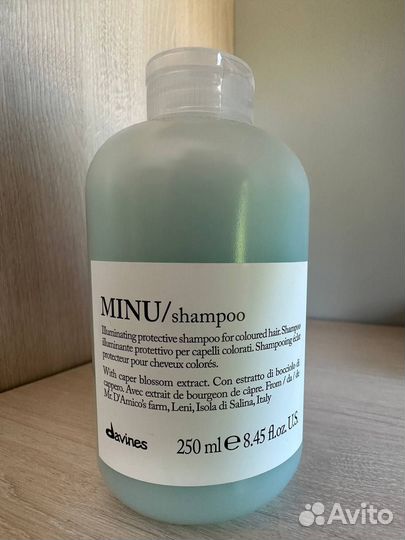 MINU/shampoo
Illuminating protective shampoo for coloured hair. Shampoo
illuminante protettivo per capelli colorati. Shampooing éclat
protecteur pour cheveux colorés.
With caper blossom extract. Con estratto di bocciolo di
cappero. Avec extrait de bourgeon de câpre. From / da / de
Mr. D'Amico's farm, Leni, Isola di Salina, Italy
davines
250 ml e 8.45 fl.oz. U.S.
Avito